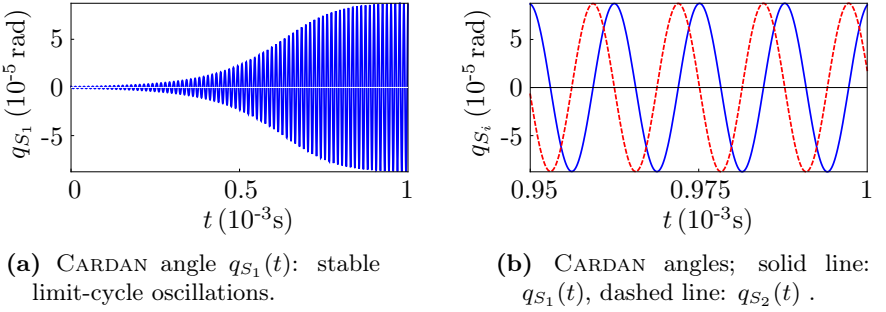 5
0
-5
q_{S_1} (10^{-5} rad)
0
0.5
1
t (10^{-3}s)
(a) CARDAN angle q_{S_1}(t): stable
limit-cycle oscillations.
5
0
-5
q_{S_i} (10^{-5} rad)
0.95
0.975
1
t (10^{-3}s)
(b) CARDAN angles; solid line:
q_{S_1}(t), dashed line: q_{S_2}(t) .